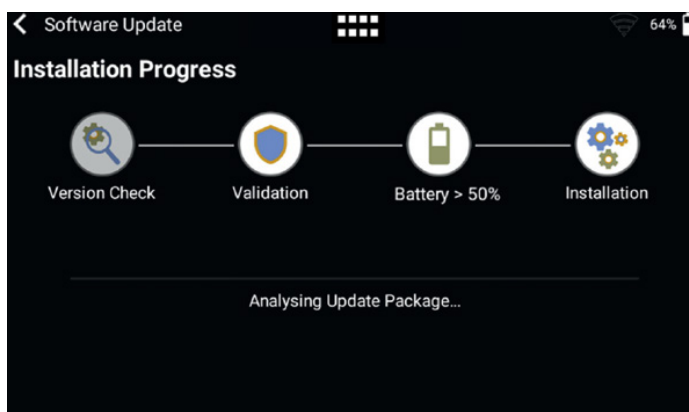 Software Update
64%
Installation Progress
Version Check
Validation
Battery > 50%
Installation
Analysing Update Package...